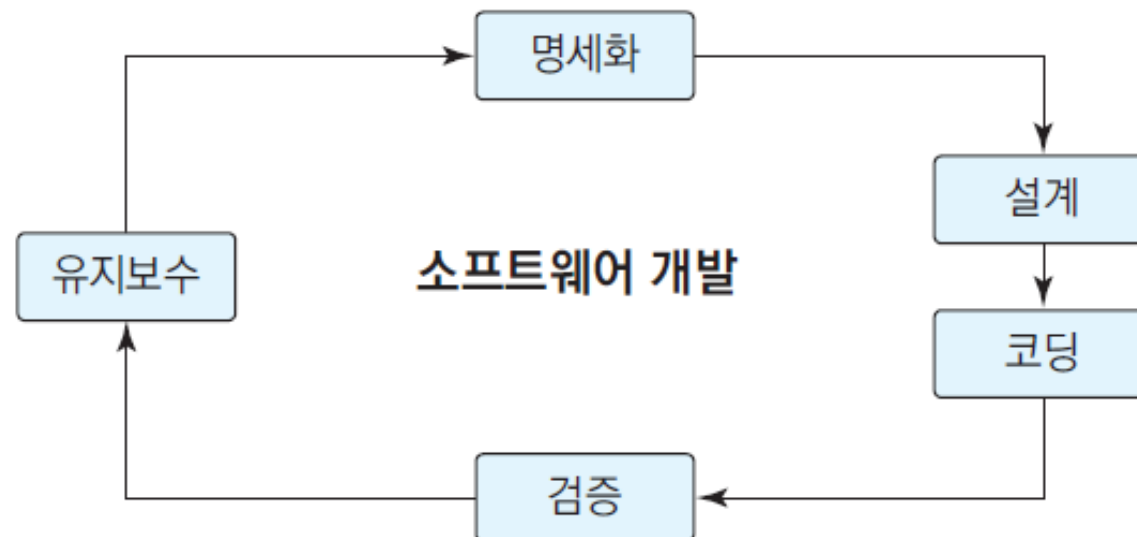 명세화
설계
유지보수
소프트웨어 개발
코딩
검증